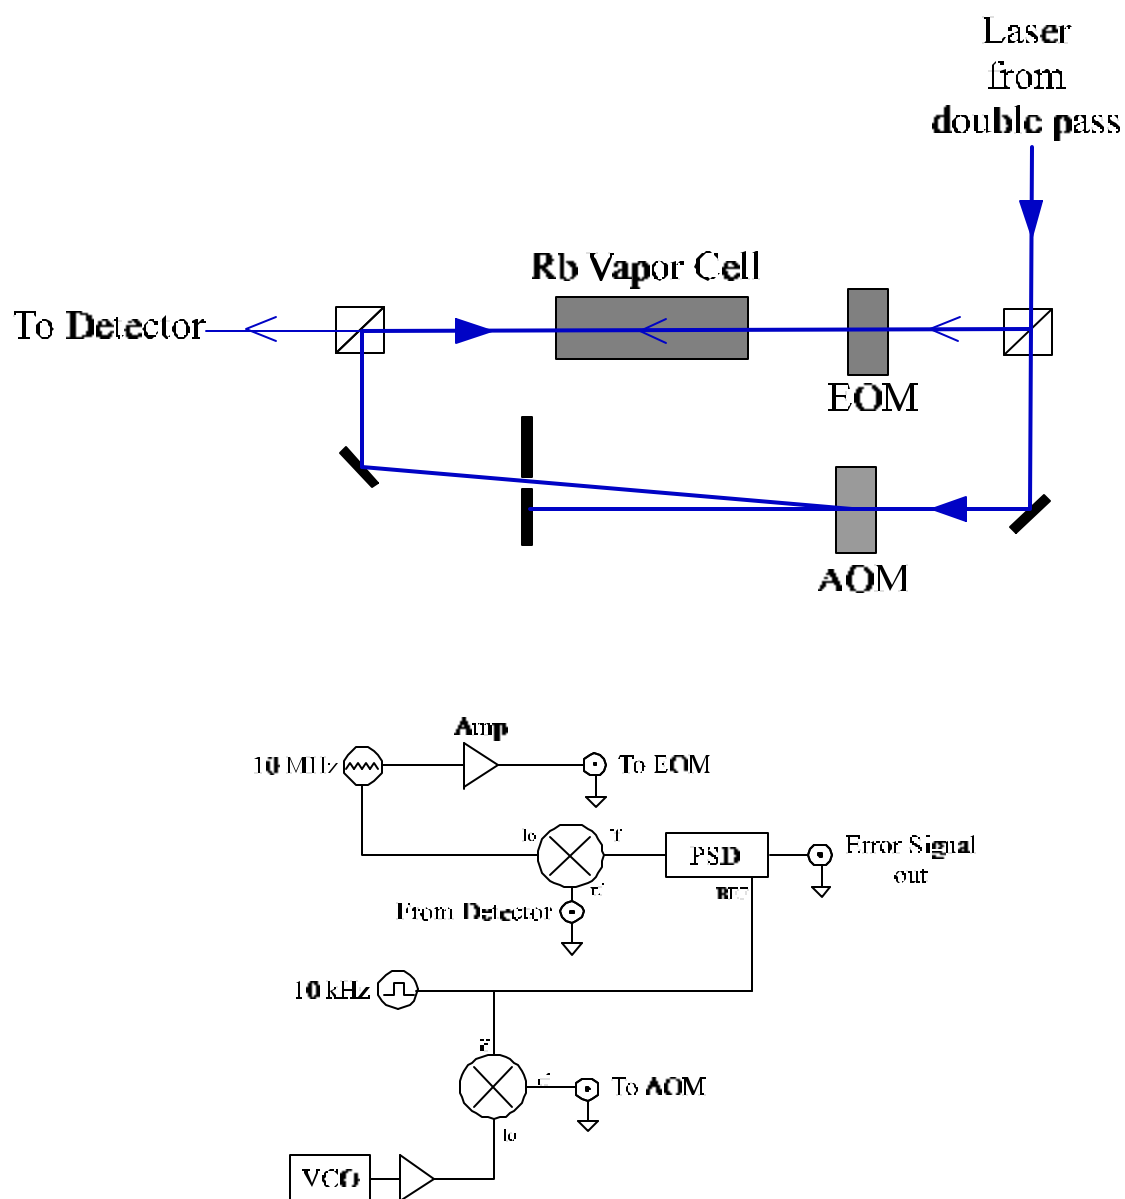 Laser
from
double pass
Rb Vapor Cell
To Detector
EOM
AOM
Amp
10 MHz
To EOM
lo
PSD
Error Signal
out
From Detector
10 kHz
To AOM
lo
VCO